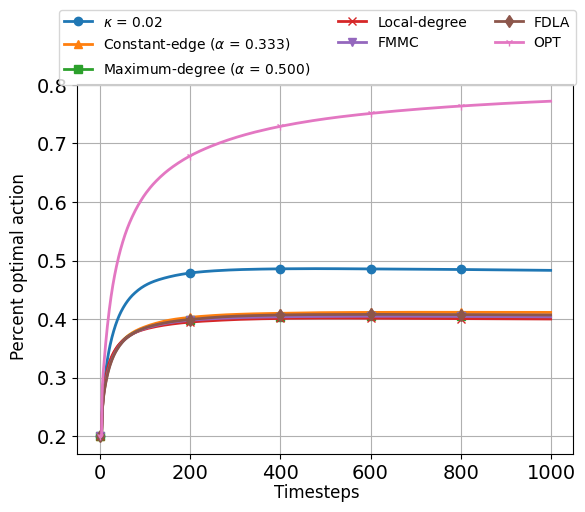 κ = 0.02
Constant-edge (α = 0.333)
Maximum-degree (α = 0.500)
Local-degree
FMMC
FDLA
OPT
0.8
0.7
0.6
0.5
0.4
0.3
0.2
Percent optimal action
0 200 400 600 800 1000
Timesteps